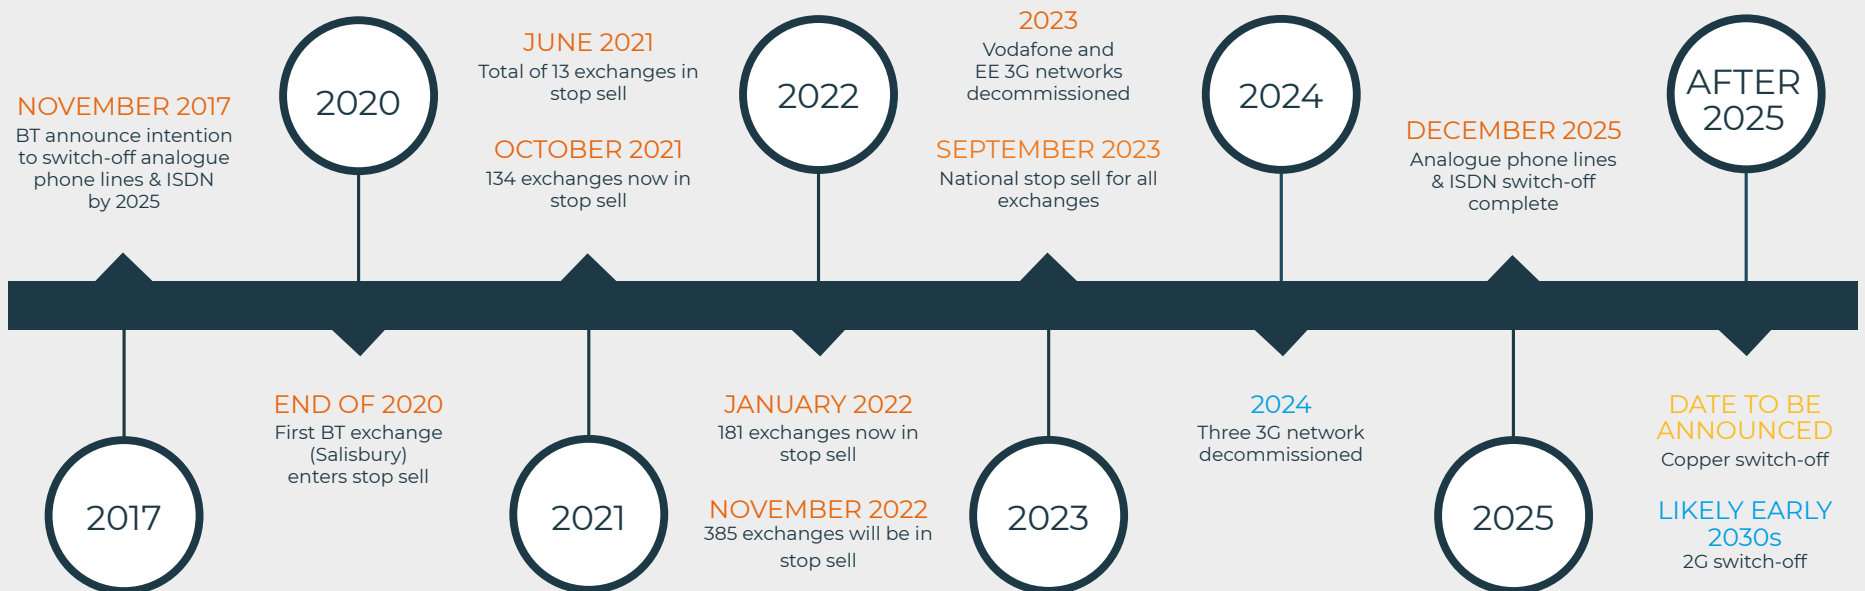 NOVEMBER 2017
BT announce intention
to switch-off analogue
phone lines & ISDN
by 2025
2017
2020
END OF 2020
First BT exchange
(Salisbury)
enters stop sell
JUNE 2021
Total of 13 exchanges in
stop sell
OCTOBER 2021
134 exchanges now in
stop sell
2021
2022
JANUARY 2022
181 exchanges now in
stop sell
NOVEMBER 2022
385 exchanges will be in
stop sell
2023
Vodafone and
EE 3G networks
decommissioned
SEPTEMBER 2023
National stop sell for all
exchanges
2023
2024
2024
Three 3G network
decommissioned
DECEMBER 2025
Analogue phone lines
& ISDN switch-off
complete
2025
AFTER
2025
DATE TO BE
ANNOUNCED
Copper switch-off
LIKELY EARLY
2030s
2G switch-off